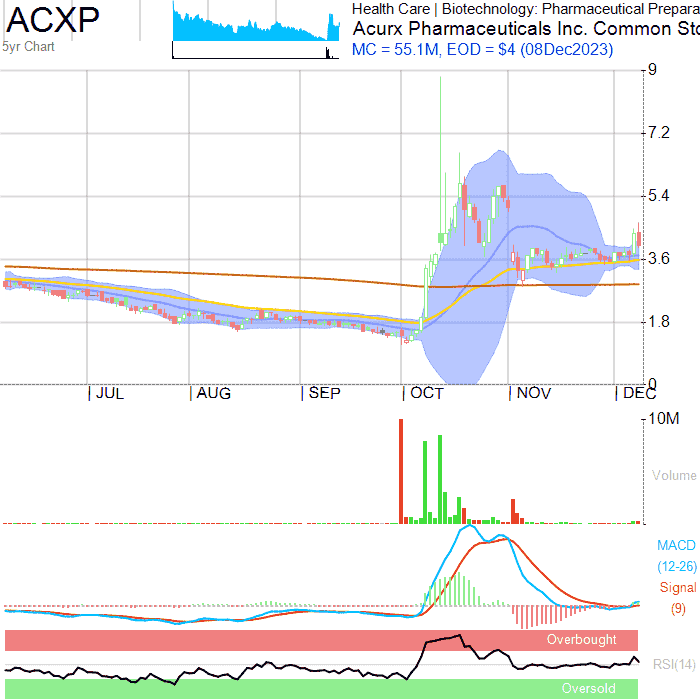 ACXP
5yr Chart
Health Care | Biotechnology: Pharmaceutical Prepara
Acurx Pharmaceuticals Inc. Common Sto
MC = 55.1M, EOD = $4 (08Dec2023)
9
7.2
5.4
3.6
1.8
0
JUL AUG SEP OCT NOV DEC
10M
Volume
MACD
(12-26)
Signal
(9)
Overbought
RSI(14)
Oversold